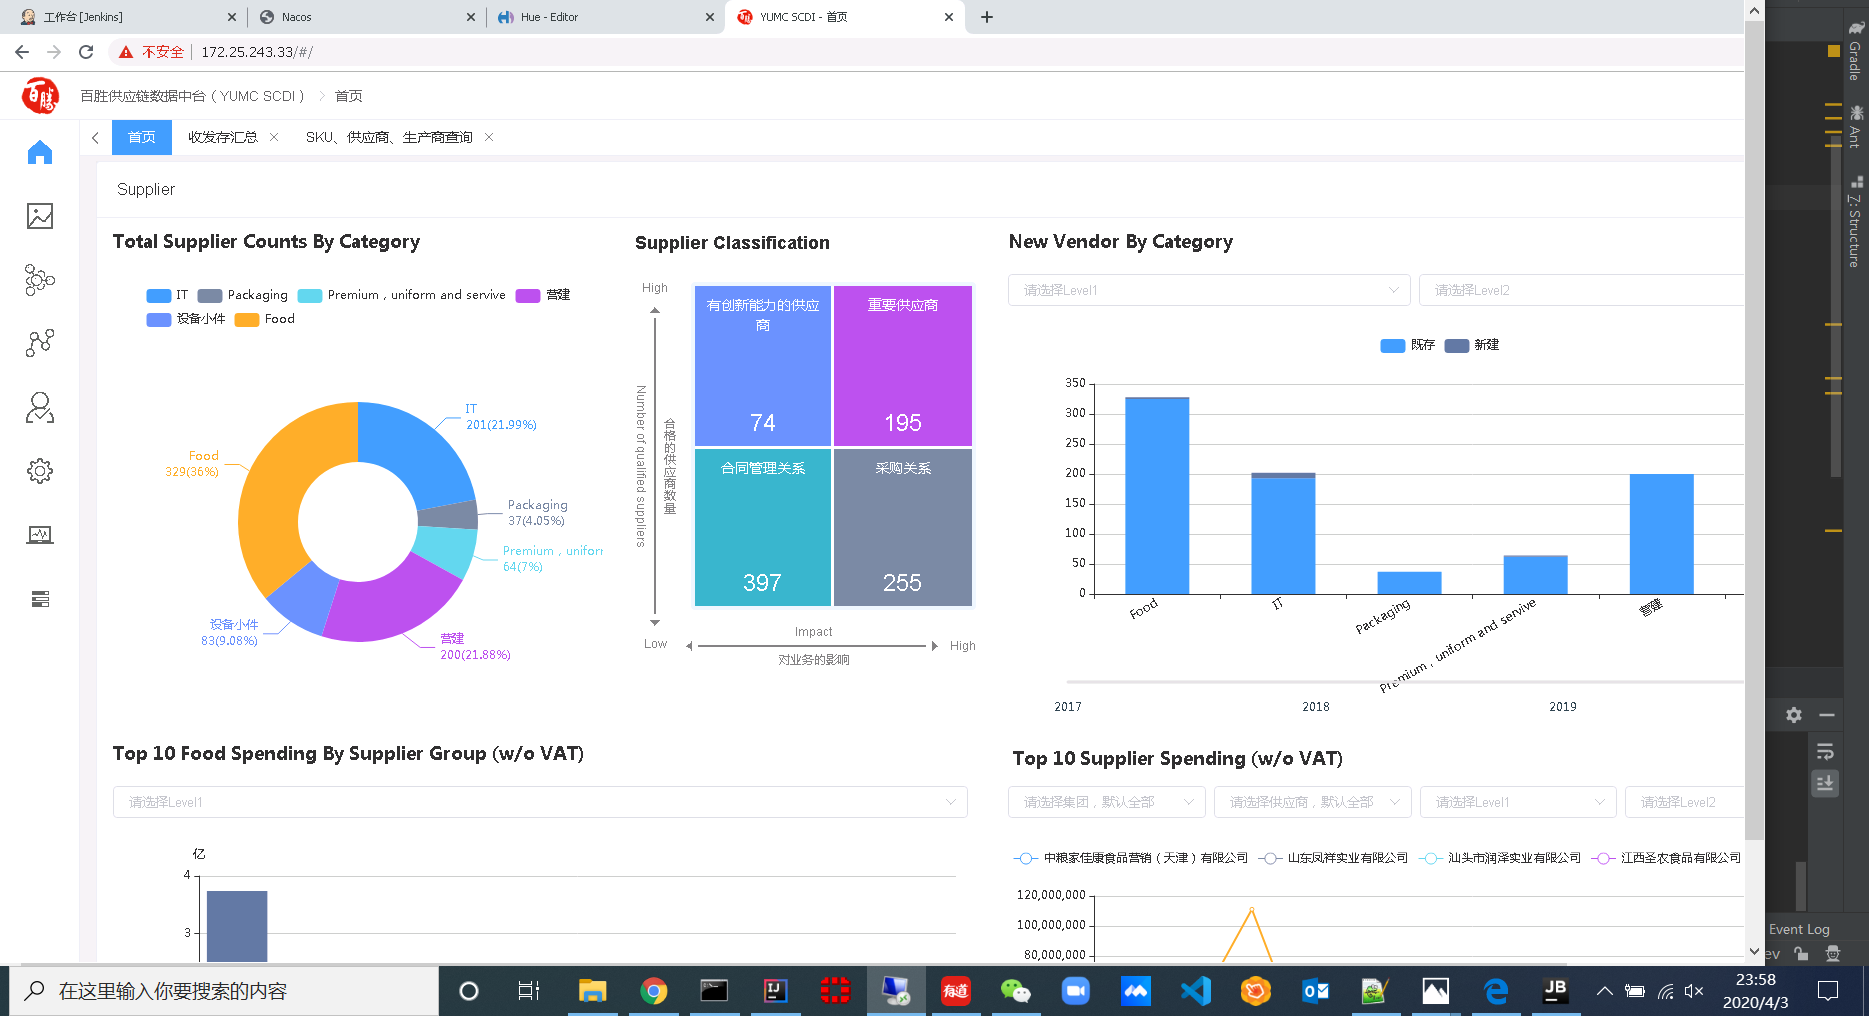 工作台 [Jenkins]
Nacos
Hue - Editor
YUMC SCDI - 首页
不安全
172.25.243.33/#/
百胜
百胜供应链数据中台（YUMC SCDI） 首页
首页
收发存汇总
SKU、供应商、生产商查询
Supplier
Total Supplier Counts By Category
IT
Packaging
Premium , uniform and servive
营建
设备小件
Food
IT
201(21.99%)
Packaging
37(4.05%)
Premium , unifor
64(7%)
营建
200(21.88%)
设备小件
83(9.08%)
Food
329(36%)
Supplier Classification
High
Number of qualified suppliers
合格的供应商数量
有创新能力的供应
商
74
重要供应商
195
合同管理关系
397
采购关系
255
Low
Impact
对业务的影响
High
New Vendor By Category
请选择Level1
请选择Level2
既存
新建
350
300
250
200
150
100
50
0
Food
IT
Packaging
Premium , uniform and servive
营建
2017
2018
2019
Top 10 Food Spending By Supplier Group (w/o VAT)
请选择Level1
亿
4
3
Top 10 Supplier Spending (w/o VAT)
请选择集团，默认全部
请选择供应商，默认全部
请选择Level1
请选择Level2
中粮家佳康食品营销（天津）有限公司
山东凤祥实业有限公司
汕头市润泽实业有限公司
江西圣农食品有限公司
120,000,000
100,000,000
80,000,000
Gradle
Ant
7: Structure
Event Log
ev
在这里输入你要搜索的内容
有道
IJ
JB
23:58
2020/4/3